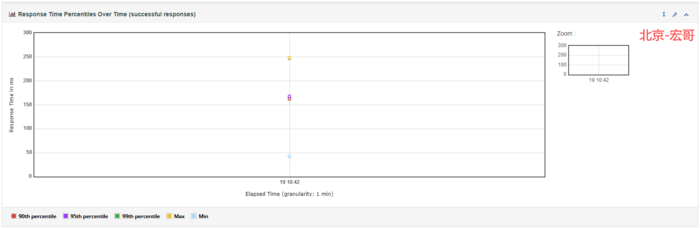 Response Time Percentiles Over Time (successful responses)
Zoom :
北京-宏哥
Response Time in ms
300
250
200
150
100
50
0
19 10:42
Elapsed Time (granularity: 1 min)
300
200
100
0
19 10:42
90th percentile
95th percentile
99th percentile
Max
Min